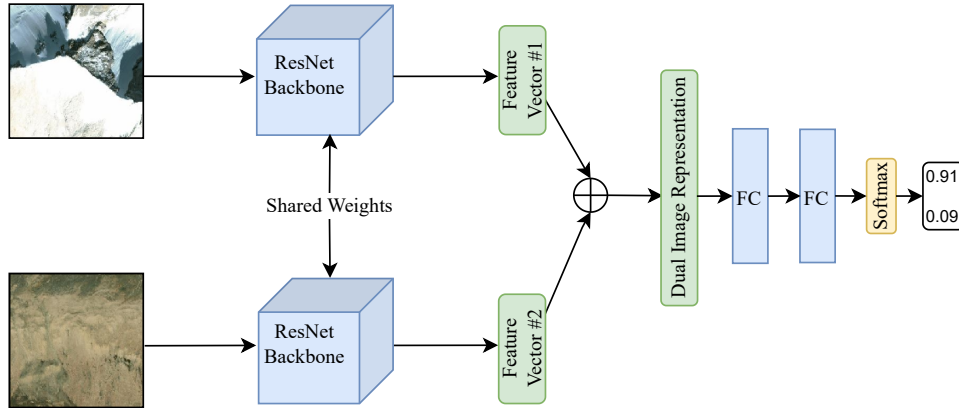 ResNet
Backbone
Feature
Vector #1
Shared Weights
ResNet
Backbone
Feature
Vector #2
Dual Image Representation
FC
FC
Softmax
0.91
0.09